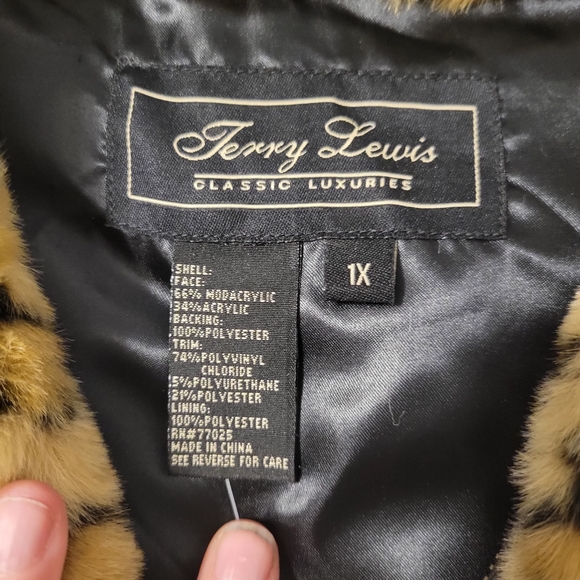 Terry Lewis
CLASSIC LUXURIES
1X
SHELL:
FACE:
66% MODACRYLIC
34%ACRYLIC
BACKING:
100%POLYESTER
TRIM:
74%POLYVINYL
CHLORIDE
5%POLYURETHANE
21%POLYESTER
LINING:
100%POLYESTER
RN#77025
MADE IN CHINA
SEE REVERSE FOR CARE